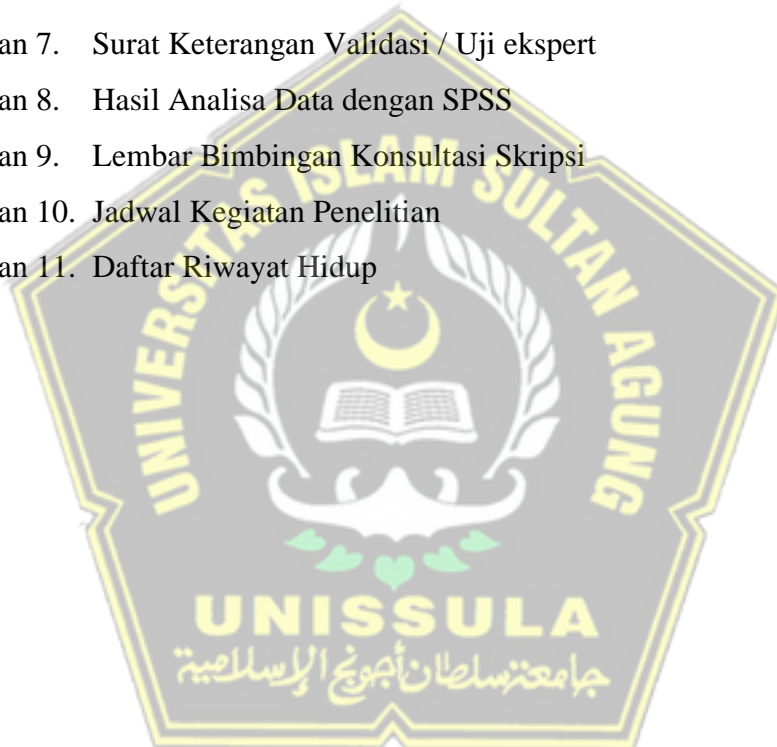 an 7. Surat Keterangan Validasi / Uji ekspert
an 8. Hasil Analisa Data dengan SPSS
an 9. Lembar Bimbingan Konsultasi Skripsi
an 10. Jadwal Kegiatan Penelitian
an 11. Daftar Riwayat Hidup
UNIVERSITAS ISLAM SULTAN AGUNG
UNISSULA
جامعة سلطان أجونج الإسلامية